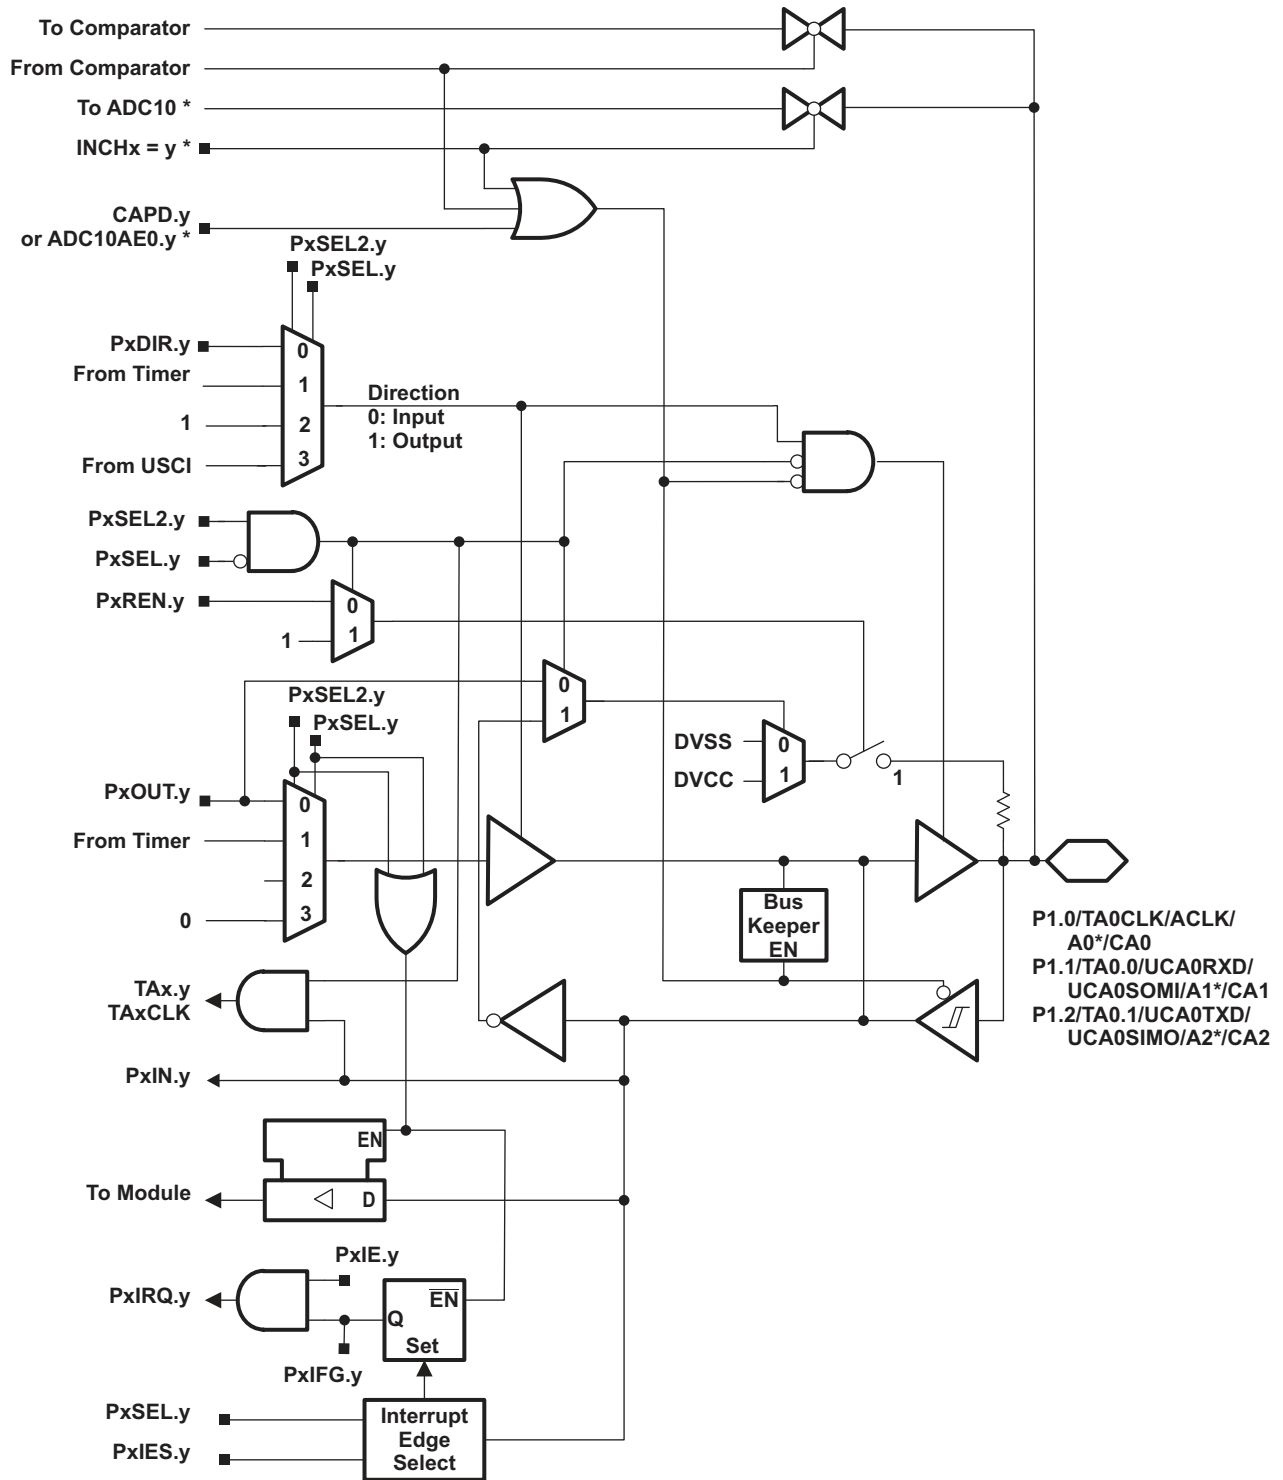 To Comparator
From Comparator
To ADC10 *
INCHx = y *
CAPD.y
or ADC10AE0.y *
PxSEL2.y
PxSEL.y
PxDIR.y
0
From Timer
1
Direction
0: Input
1: Output
1
2
From USCI
3
PxSEL2.y
PxSEL.y
PxREN.y
0
1
1
PxSEL2.y
PxSEL.y
0
1
DVSS
0
DVCC
1
1
PxOUT.y
0
From Timer
1
2
0
3
Bus
Keeper
EN
P1.0/TA0CLK/ACLK/
A0*/CA0
P1.1/TA0.0/UCA0RXD/
UCA0SOMI/A1*/CA1
P1.2/TA0.1/UCA0TXD/
UCA0SIMO/A2*/CA2
TAx.y
TAxCLK
PxIN.y
EN
To Module
D
PxIE.y
PxIRQ.y
EN
Q
Set
PxIFG.y
PxSEL.y
PxIES.y
Interrupt
Edge
Select